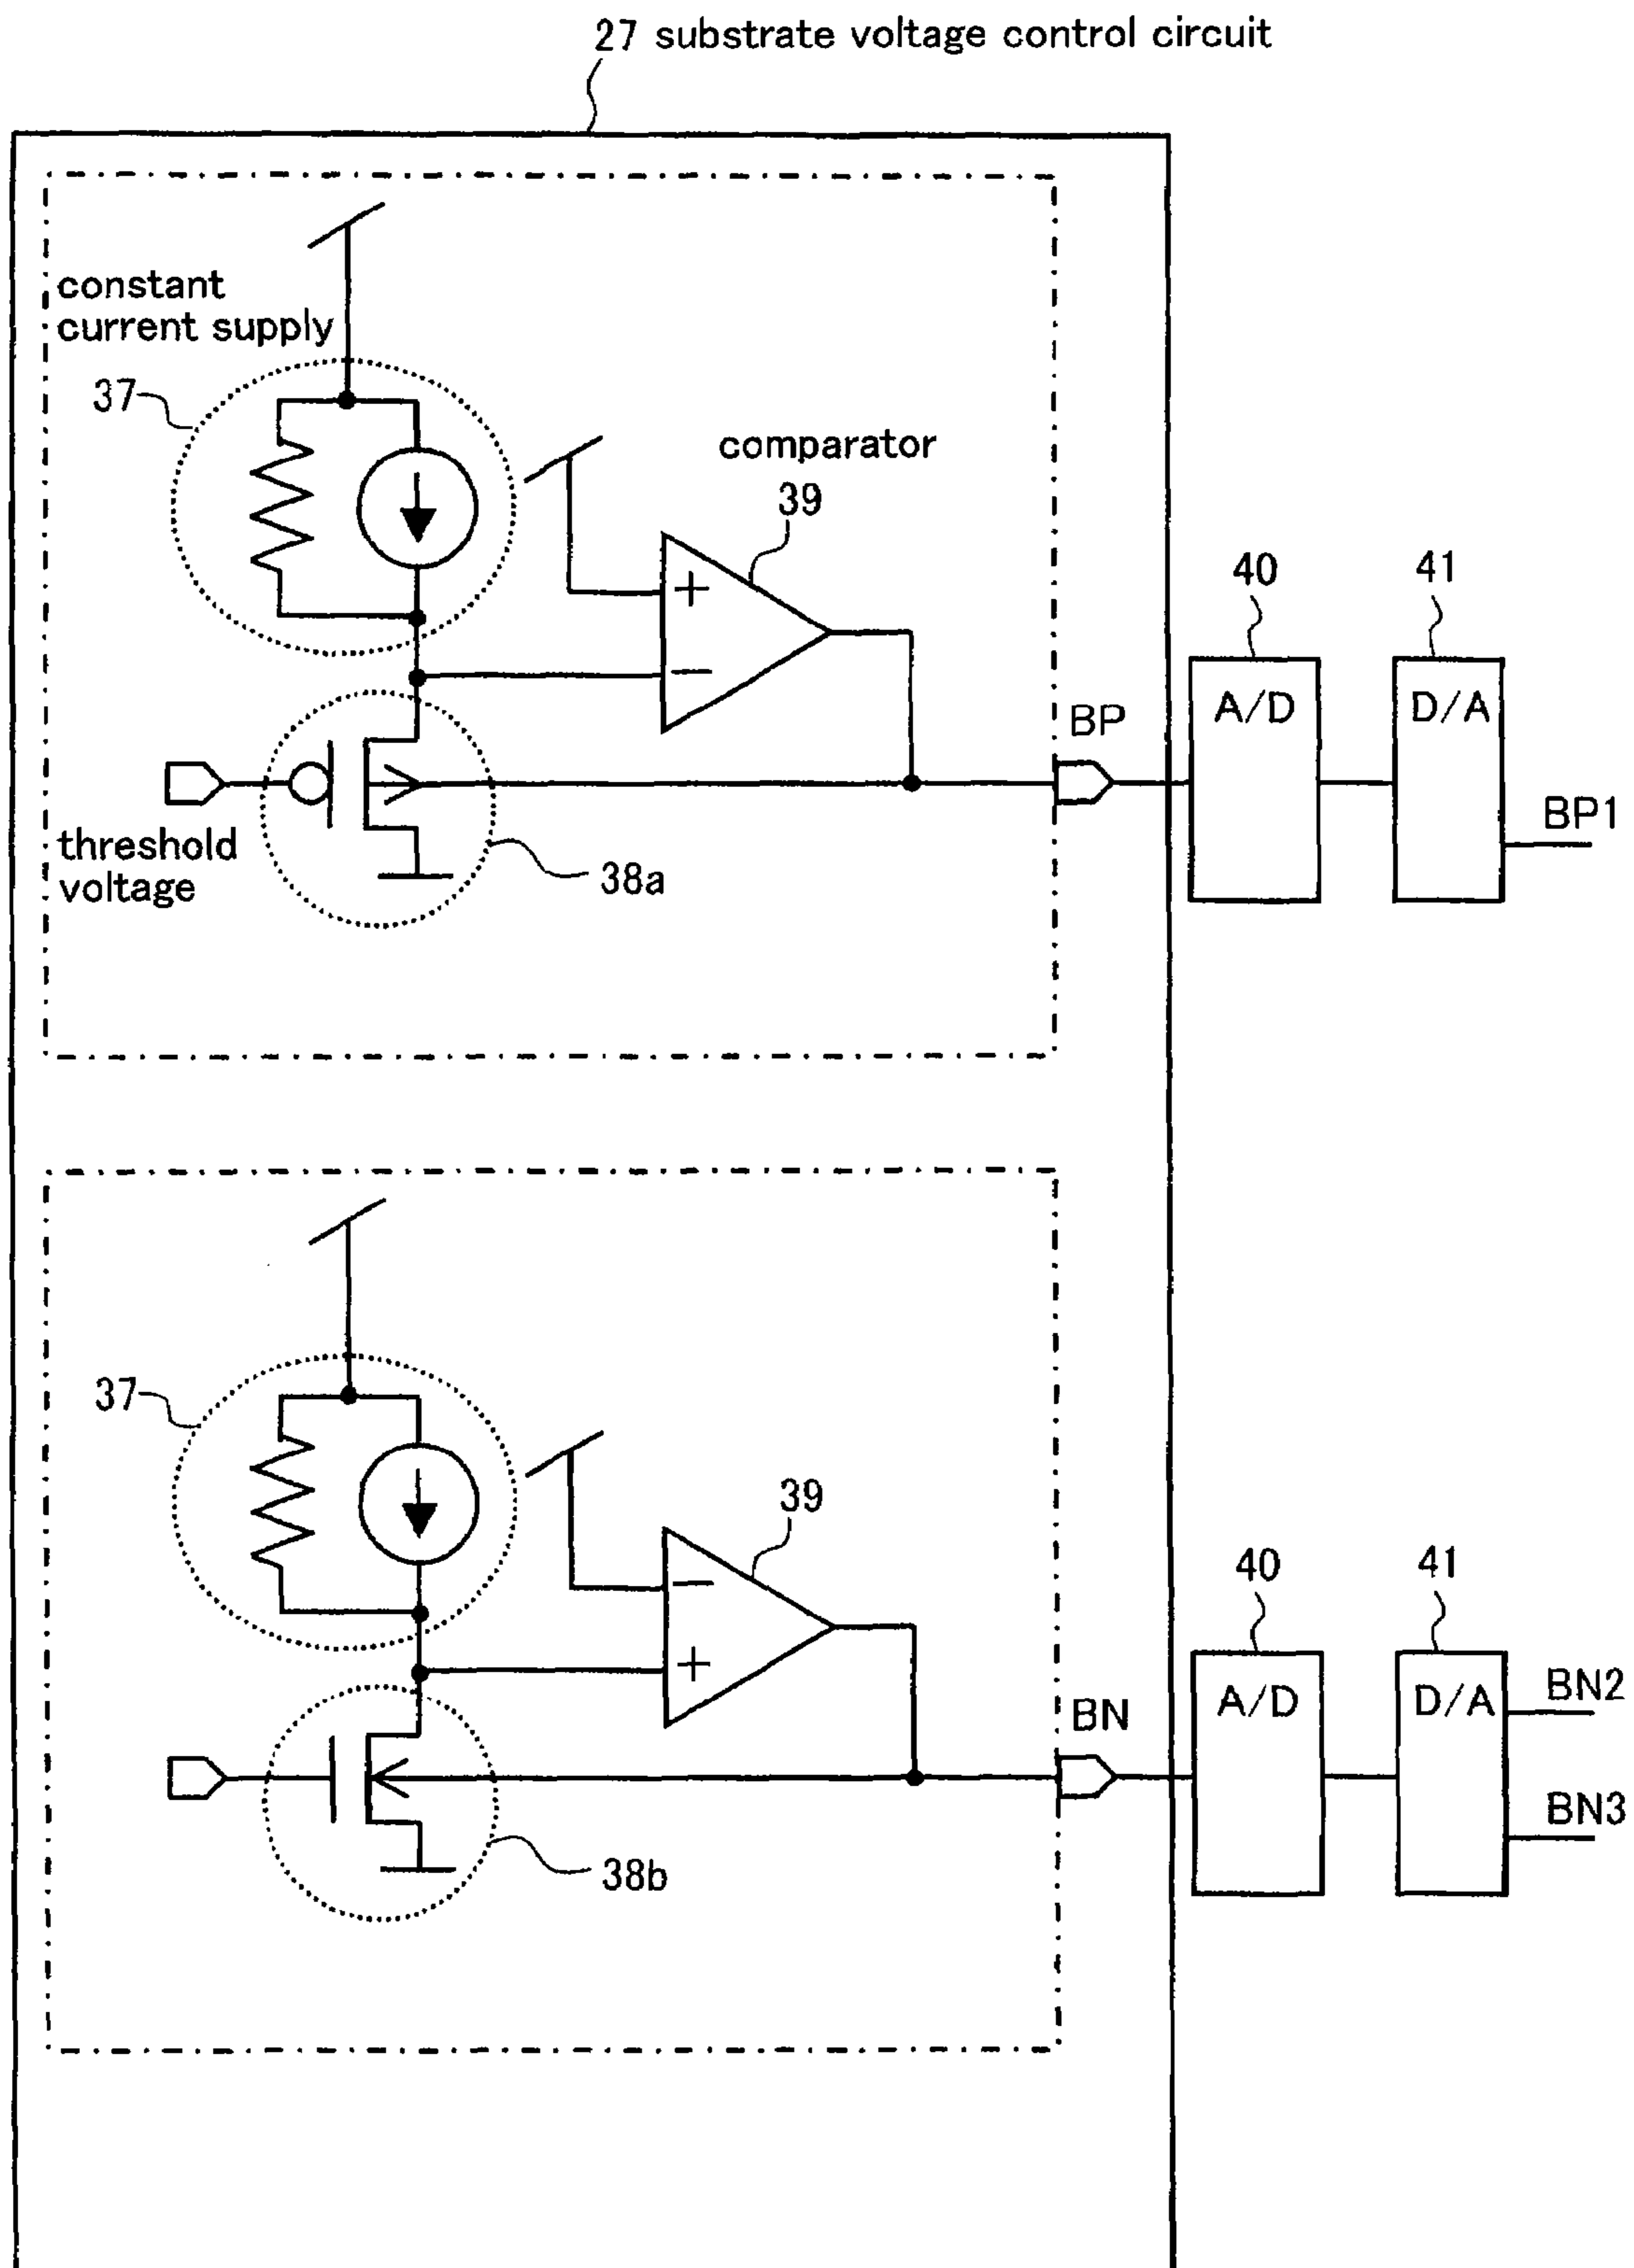 27 substrate voltage control circuit
constant
current supply
37
comparator
39
+
−
threshold
voltage
38a
BP
40
A/D
41
D/A
BP1
37
39
−
+
38b
BN
40
A/D
41
D/A
BN2
BN3